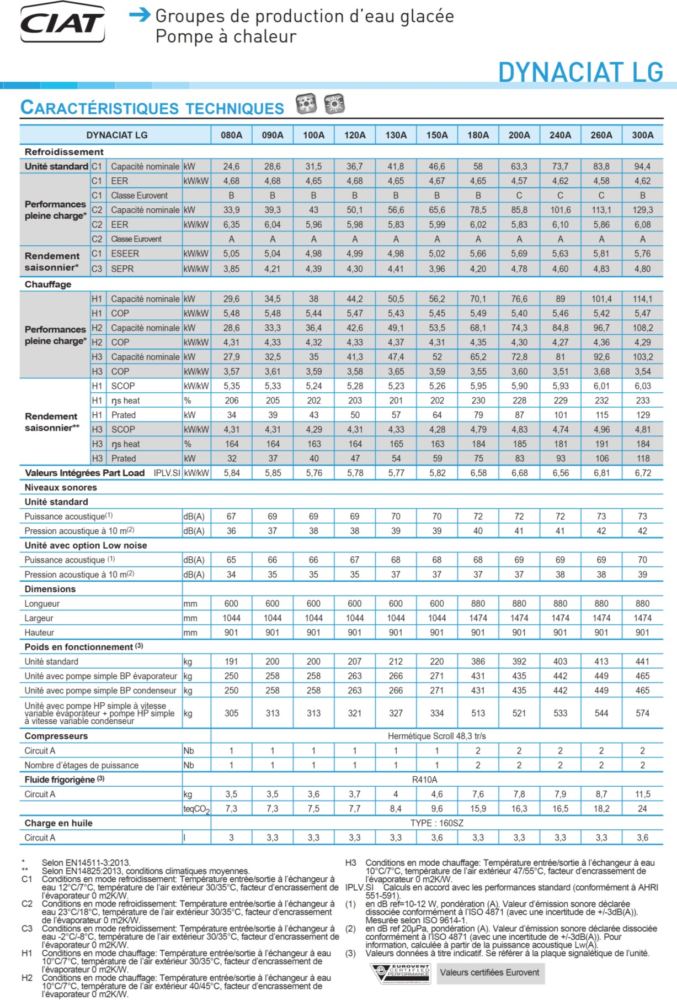 CIAT
Groupes de production d'eau glacée
Pompe à chaleur
DYNACIAT LG
CARACTÉRISTIQUES TECHNIQUES
DYNACIAT LG 080A 090A 100A 120A 130A 150A 180A 200A 240A 260A 300A
Refroidissement
Unité standard C1 Capacité nominale kW 24,6 28,6 31,5 36,7 41,8 46,6 58 63,3 73,7 83,8 94,4
Performances pleine charge* C1 EER kW/kW 4,68 4,68 4,65 4,68 4,65 4,67 4,65 4,57 4,62 4,58 4,62
C1 Classe Eurovent B B B B B B B C C C B
C2 Capacité nominale kW 33,9 39,3 43 50,1 56,6 65,6 78,5 85,8 101,6 113,1 129,3
C2 EER kW/kW 6,35 6,04 5,96 5,98 5,83 5,99 6,02 5,83 6,10 5,86 6,08
C2 Classe Eurovent A A A A A A A A A A A
Rendement saisonnier* C1 ESEER kW/kW 5,05 5,04 4,98 4,99 4,98 5,02 5,66 5,69 5,63 5,81 5,76
C3 SEPR kW/kW 3,85 4,21 4,39 4,30 4,41 3,96 4,20 4,78 4,60 4,83 4,80
Chauffage
Performances pleine charge* H1 Capacité nominale kW 29,6 34,5 38 44,2 50,5 56,2 70,1 76,6 89 101,4 114,1
H1 COP kW/kW 5,48 5,48 5,44 5,47 5,43 5,45 5,49 5,40 5,46 5,42 5,47
H2 Capacité nominale kW 28,6 33,3 36,4 42,6 49,1 53,5 68,1 74,3 84,8 96,7 108,2
H2 COP kW/kW 4,31 4,33 4,32 4,33 4,37 4,31 4,35 4,30 4,27 4,36 4,29
H3 Capacité nominale kW 27,9 32,5 35 41,3 47,4 52 65,2 72,8 81 92,6 103,2
H3 COP kW/kW 3,57 3,61 3,59 3,58 3,65 3,59 3,55 3,60 3,51 3,68 3,54
Rendement saisonnier** H1 SCOP kW/kW 5,35 5,33 5,24 5,28 5,23 5,26 5,95 5,90 5,93 6,01 6,03
H1 ηs heat % 206 205 202 203 201 202 230 228 229 232 233
H1 Prated kW 34 39 43 50 57 64 79 87 101 115 129
H3 SCOP kW/kW 4,31 4,31 4,29 4,31 4,33 4,28 4,79 4,83 4,74 4,96 4,81
H3 ηs heat % 164 164 163 164 165 163 184 185 181 191 184
H3 Prated kW 32 37 40 47 54 59 75 83 93 106 118
Valeurs Intégrées Part Load IPLV.SI kW/kW 5,84 5,85 5,76 5,78 5,77 5,82 6,58 6,68 6,56 6,81 6,72
Niveaux sonores
Unité standard
Puissance acoustique(1) dB(A) 67 69 69 69 70 70 72 72 72 73 73
Pression acoustique à 10 m(2) dB(A) 36 37 38 38 39 39 40 41 41 42 42
Unité avec option Low noise
Puissance acoustique (1) dB(A) 65 66 66 67 68 68 68 69 69 69 70
Pression acoustique à 10 m(2) dB(A) 34 35 35 35 37 37 37 37 38 38 39
Dimensions
Longueur mm 600 600 600 600 600 600 880 880 880 880 880
Largeur mm 1044 1044 1044 1044 1044 1044 1474 1474 1474 1474 1474
Hauteur mm 901 901 901 901 901 901 901 901 901 901 901
Poids en fonctionnement (3)
Unité standard kg 191 200 200 207 212 220 386 392 403 413 441
Unité avec pompe simple BP évaporateur kg 250 258 258 263 266 271 431 435 442 449 465
Unité avec pompe simple BP condenseur kg 250 258 258 263 266 271 431 435 442 449 465
Unité avec pompe HP simple à vitesse
variable évaporateur + pompe HP simple kg 305 313 313 321 327 334 513 521 533 544 574
à vitesse variable condenseur
Compresseurs Hermétique Scroll 48,3 tr/s
Circuit A Nb 1 1 1 1 1 1 2 2 2 2 2
Nombre d'étages de puissance Nb 1 1 1 1 1 1 2 2 2 2 2
Fluide frigorigène (3) R410A
Circuit A kg 3,5 3,5 3,6 3,7 4 4,6 7,6 7,8 7,9 8,7 11,5
teqCO2 7,3 7,3 7,5 7,7 8,4 9,6 15,9 16,3 16,5 18,2 24
Charge en huile TYPE : 160SZ
Circuit A l 3 3,3 3,3 3,3 3,3 3,6 3,3 3,3 3,3 3,3 3,6
* Selon EN14511-3:2013.
** Selon EN14825:2013, conditions climatiques moyennes.
C1 Conditions en mode refroidissement: Température entrée/sortie à l'échangeur à
eau 12°C/7°C, température de l'air extérieur 30/35°C, facteur d'encrassement de
l'évaporateur 0 m2K/W.
C2 Conditions en mode refroidissement: Température entrée/sortie à l'échangeur à
eau 23°C/18°C, température de l'air extérieur 30/35°C, facteur d'encrassement
de l'évaporateur 0 m2K/W.
C3 Conditions en mode refroidissement: Température entrée/sortie à l'échangeur à
eau -2°C/-8°C, température de l'air extérieur 30/35°C, facteur d'encrassement de
l'évaporateur 0 m2K/W.
H1 Conditions en mode chauffage: Température entrée/sortie à l'échangeur à eau
10°C/7°C, température de l'air extérieur 30/35°C, facteur d'encrassement de
l'évaporateur 0 m2K/W.
H2 Conditions en mode chauffage: Température entrée/sortie à l'échangeur à eau
10°C/7°C, température de l'air extérieur 40/45°C, facteur d'encrassement de
l'évaporateur 0 m2K/W.
H3 Conditions en mode chauffage: Température entrée/sortie à l'échangeur à eau
10°C/7°C, température de l'air extérieur 47/55°C, facteur d'encrassement de
l'évaporateur 0 m2K/W.
IPLV.SI Calculs en accord avec les performances standard (conformément à AHRI
551-591).
(1) en dB ref=10-12 W, pondération (A). Valeur d'émission sonore déclarée
dissociée conformément à l'ISO 4871 (avec une incertitude de +/-3dB(A)).
Mesurée selon ISO 9614-1.
(2) en dB ref 20µPa, pondération (A). Valeur d'émission sonore déclarée dissociée
conformément à l'ISO 4871 (avec une incertitude de +/-3dB(A)). Pour
information, calculée à partir de la puissance acoustique Lw(A).
(3) Valeurs données à titre indicatif. Se référer à la plaque signalétique de l'unité.
EUROVENT
CERTIFIED
PERFORMANCE
www.eurovent-certification.com
Valeurs certifiées Eurovent